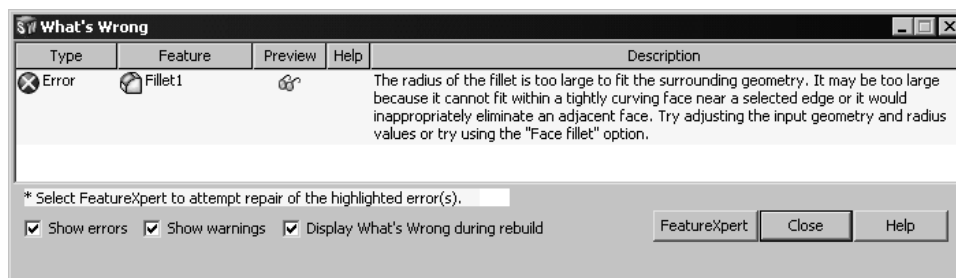 What's Wrong
Type Feature Preview Help Description
Error Fillet1 The radius of the fillet is too large to fit the surrounding geometry. It may be too large
because it cannot fit within a tightly curving face near a selected edge or it would
inappropriately eliminate an adjacent face. Try adjusting the input geometry and radius
values or try using the "Face fillet" option.
* Select FeatureXpert to attempt repair of the highlighted error(s).
Show errors Show warnings Display What's Wrong during rebuild FeatureXpert Close Help